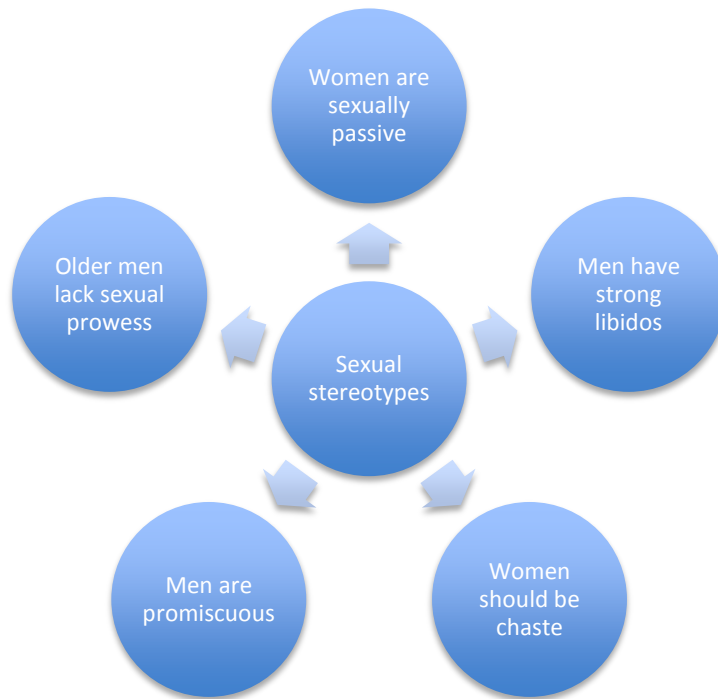 Women are
sexually
passive
Older men
lack sexual
prowess
Men have
strong
libidos
Sexual
stereotypes
Men are
promiscuous
Women
should be
chaste